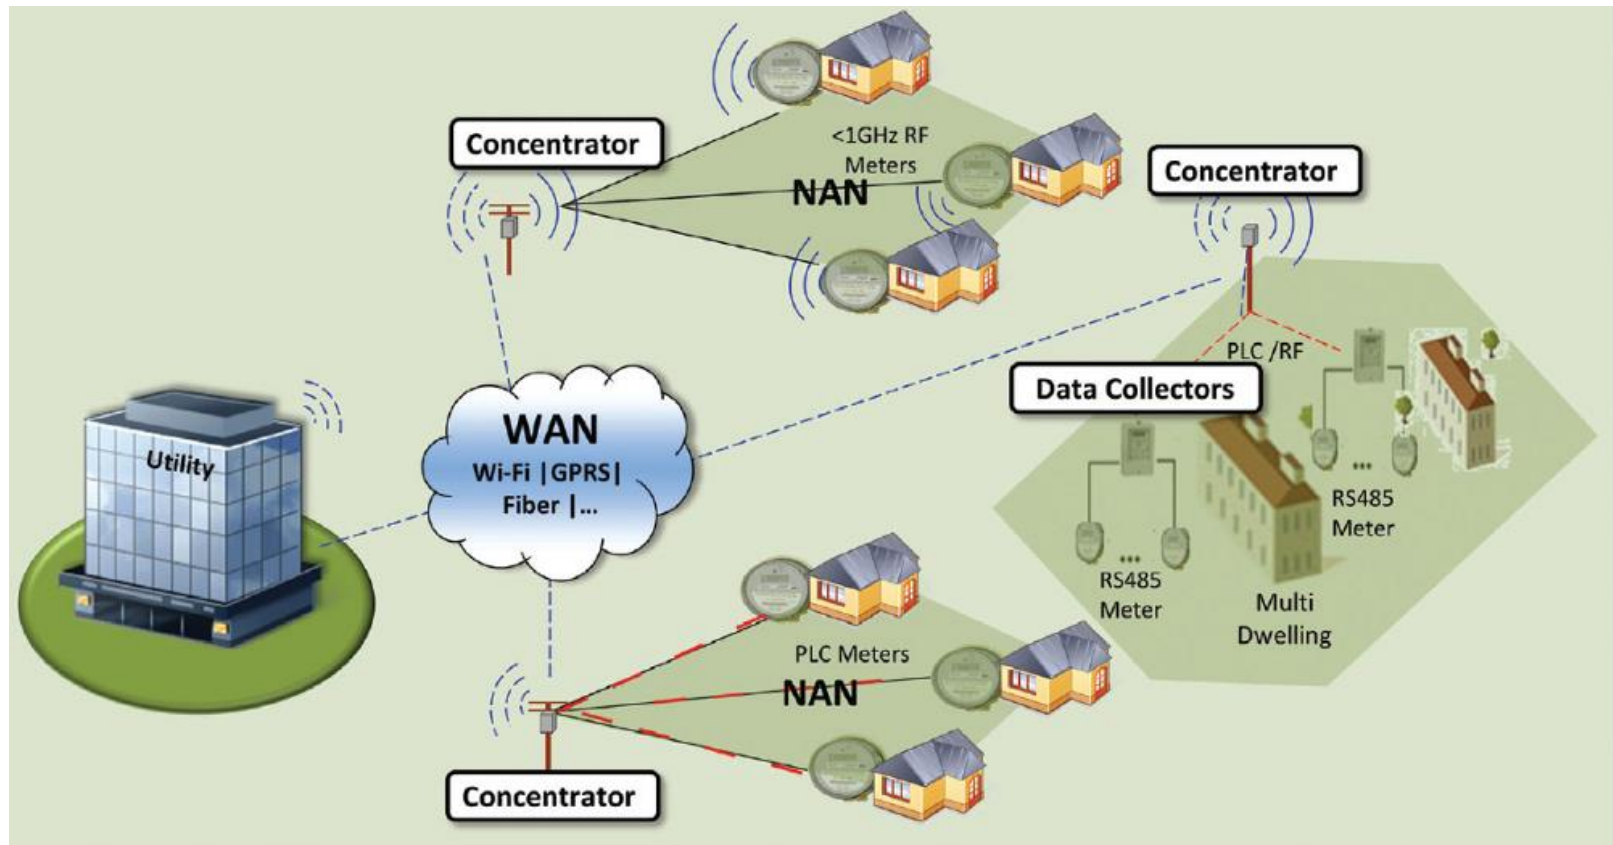 Concentrator
<1GHz RF
Meters
NAN
Concentrator
PLC /RF
Data Collectors
RS485
Meter
RS485
Meter
Multi
Dwelling
Utility
WAN
Wi-Fi |GPRS|
Fiber |...
PLC Meters
NAN
Concentrator